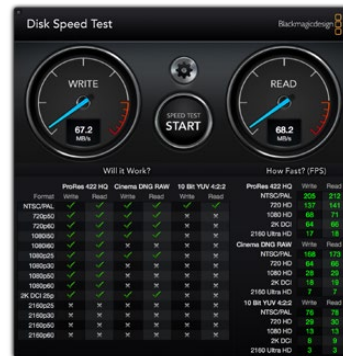 Disk Speed Test
Blackmagicdesign
WRITE
67.2
MB/s
SPEED TEST
START
READ
68.2
MB/s
Will it Work?
ProRes 422 HQ Cinema DNG RAW 10 Bit YUV 4:2:2
Format Write Read Write Read Write Read
NTSC/PAL
720p50
720p60
1080i50
1080i60
1080p25
1080p30
1080p50
1080p60
2K DCI 25p
2160p25
2160p30
2160p50
2160p60
How Fast? (FPS)
ProRes 422 HQ Write Read
NTSC/PAL 205 212
720 HD 137 141
1080 HD 68 71
2K DCI 64 66
2160 Ultra HD 17 18
Cinema DNG RAW Write Read
NTSC/PAL 168 173
720 HD 64 66
1080 HD 28 29
2K DCI 18 19
2160 Ultra HD 7 7
10 Bit YUV 4:2:2 Write Read
NTSC/PAL 76 78
720 HD 29 30
1080 HD 13 13
2K DCI 8 9
2160 Ultra HD 3 3